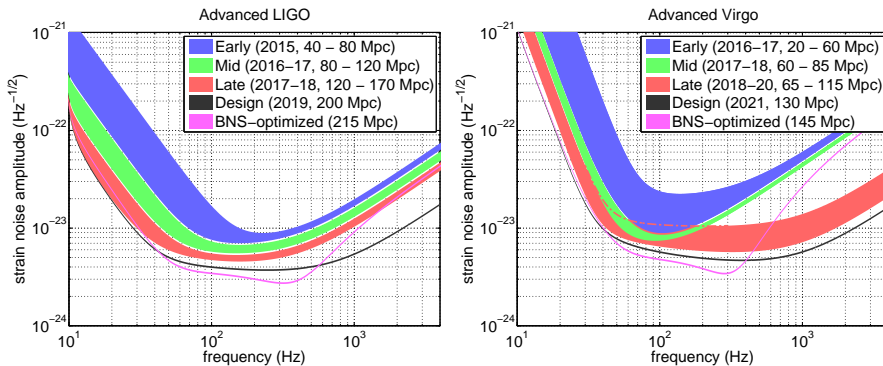 Advanced LIGO
strain noise amplitude (Hz^{−1/2})
10^{−21}
10^{−22}
10^{−23}
10^{−24}
Early (2015, 40 − 80 Mpc)
Mid (2016−17, 80 − 120 Mpc)
Late (2017−18, 120 − 170 Mpc)
Design (2019, 200 Mpc)
BNS−optimized (215 Mpc)
10^1
10^2
10^3
frequency (Hz)
Advanced Virgo
strain noise amplitude (Hz^{−1/2})
10^{−21}
10^{−22}
10^{−23}
10^{−24}
Early (2016−17, 20 − 60 Mpc)
Mid (2017−18, 60 − 85 Mpc)
Late (2018−20, 65 − 115 Mpc)
Design (2021, 130 Mpc)
BNS−optimized (145 Mpc)
10^1
10^2
10^3
frequency (Hz)